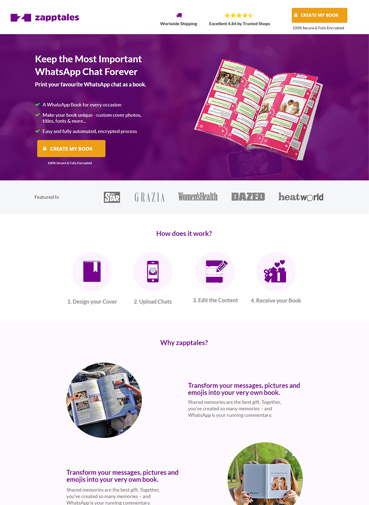 zapptales
Worlwide Shipping
Excellent 4.84 by Trusted Shops
CREATE MY BOOK
100% Secure & Fully Encrypted
Keep the Most Important
WhatsApp Chat Forever
Print your favourite WhatsApp chat as a book.
A WhatsApp Book for every occasion
Make your book unique - custom cover photos,
titles, fonts & more...
Easy and fully automated, encrypted process
CREATE MY BOOK
100% Secure & Fully Encrypted
Featured In
STAR
GRAZIA
Women'sHealth
DAZED
heatworld
How does it work?
1. Design your Cover
2. Upload Chats
3. Edit the Content
4. Receive your Book
Why zapptales?
Transform your messages, pictures and
emojis into your very own book.
Shared memories are the best gift. Together,
you've created so many memories – and
WhatsApp is your running commentary.
Transform your messages, pictures and
emojis into your very own book.
Shared memories are the best gift. Together,
you've created so many memories – and
WhatsApp is your running commentary.